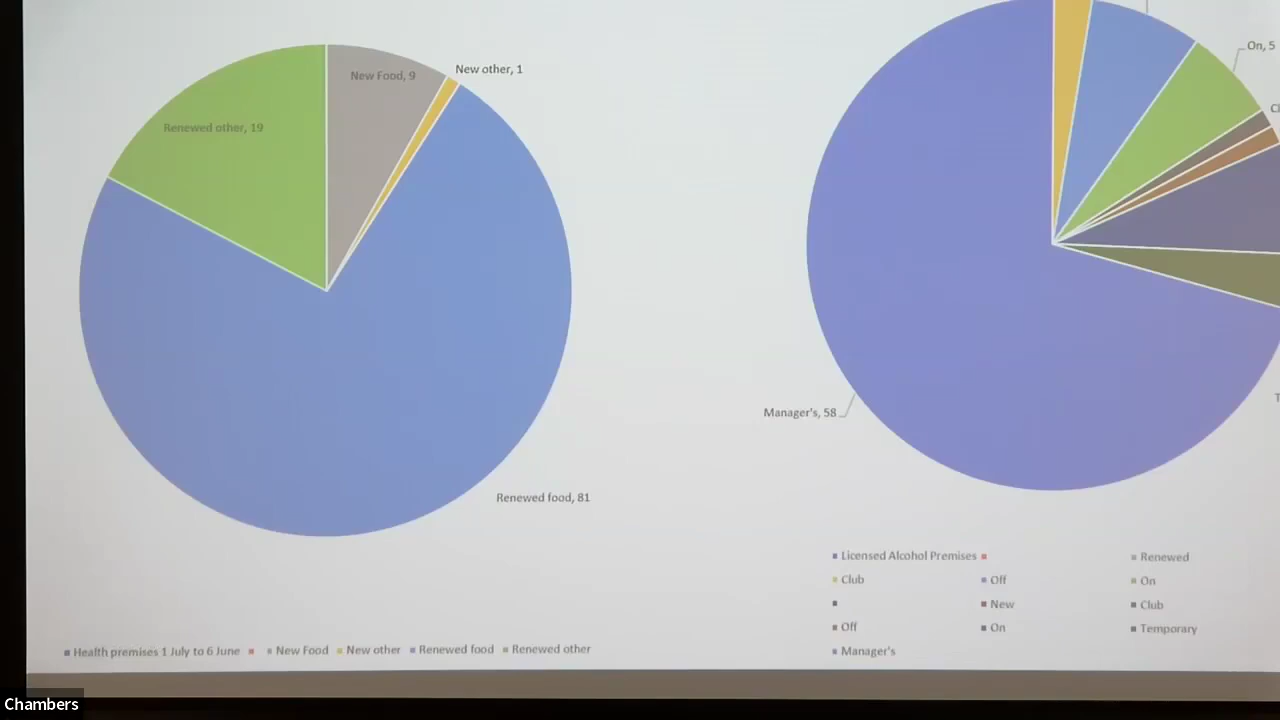 New Food, 9
New other, 1
Renewed other, 19
Renewed food, 81
Health premises 1 July to 6 June New Food New other Renewed food Renewed other
On, 5
Manager's, 58
Licensed Alcohol Premises Renewed
Club Off On
New Club
Off On Temporary
Manager's
Chambers